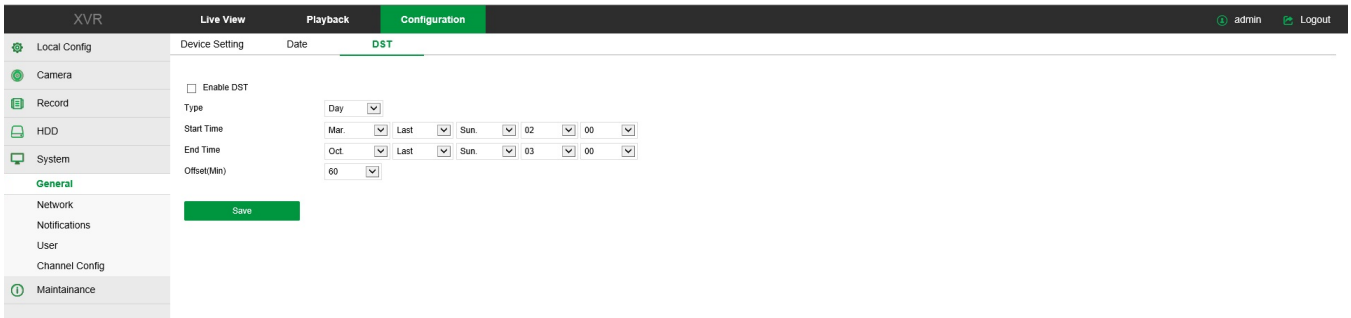 XVR Live View Playback Configuration admin Logout
Local Config
Camera
Record
HDD
System
General
Network
Notifications
User
Channel Config
Maintainance
Device Setting Date DST
Enable DST
Type Day
Start Time Mar. Last Sun. 02 00
End Time Oct. Last Sun. 03 00
Offset(Min) 60
Save